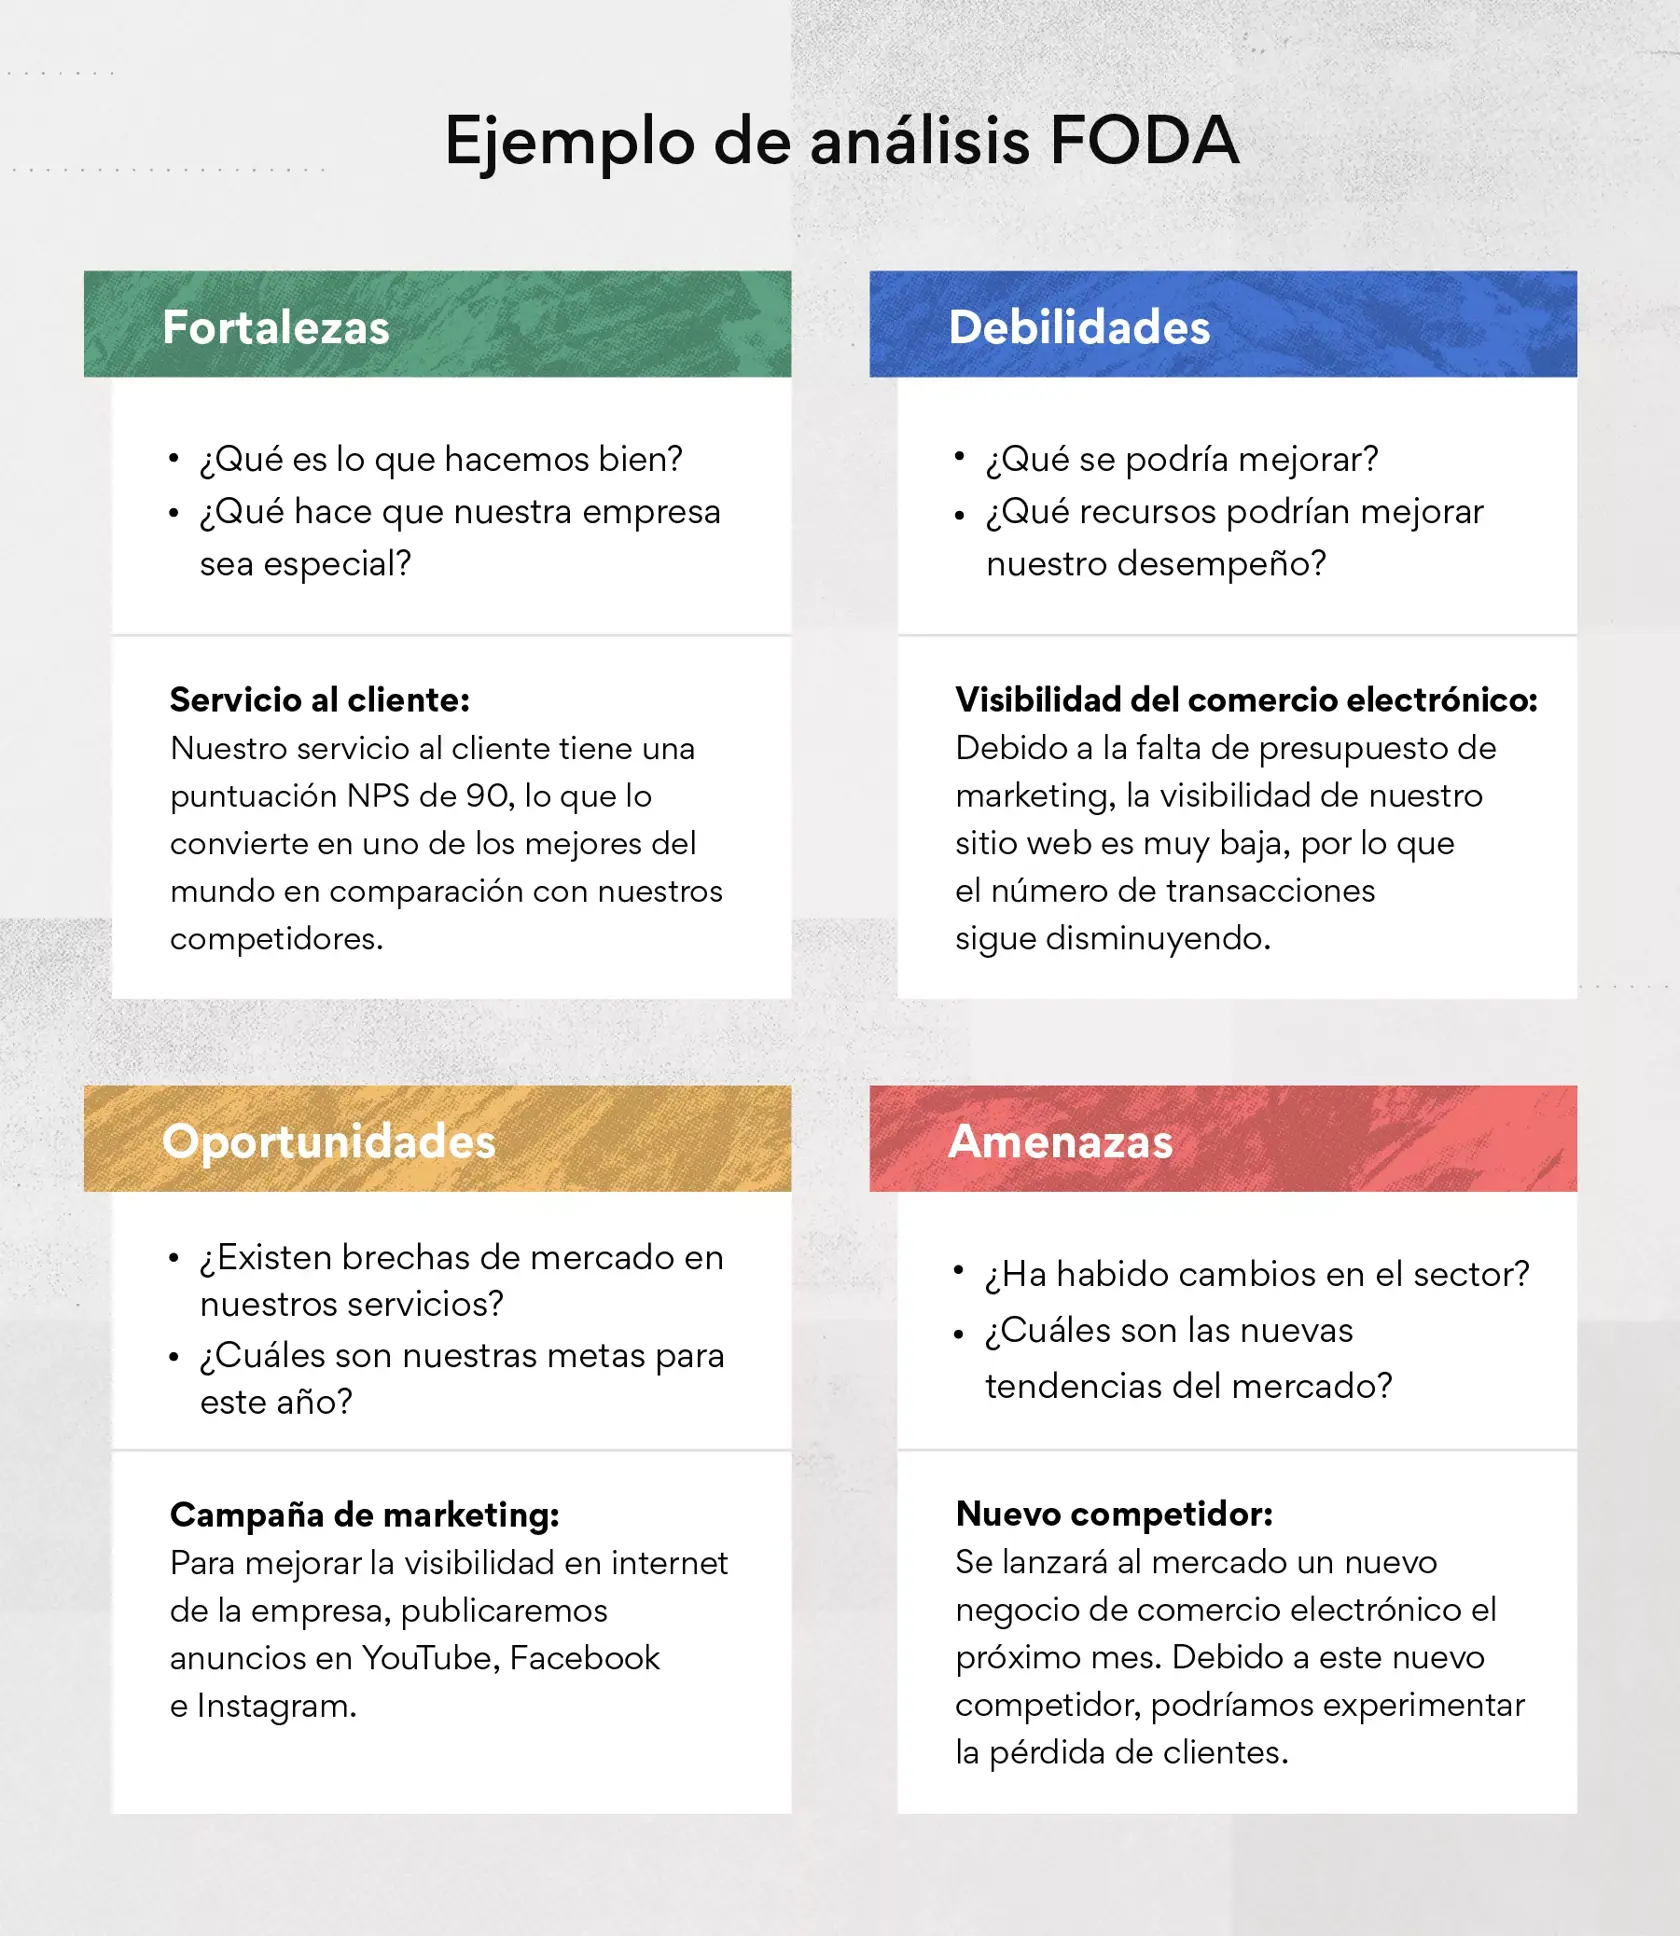 Ejemplo de análisis FODA
Fortalezas
• ¿Qué es lo que hacemos bien?
• ¿Qué hace que nuestra empresa
sea especial?
Servicio al cliente:
Nuestro servicio al cliente tiene una
puntuación NPS de 90, lo que lo
convierte en uno de los mejores del
mundo en comparación con nuestros
competidores.
Debilidades
• ¿Qué se podría mejorar?
• ¿Qué recursos podrían mejorar
nuestro desempeño?
Visibilidad del comercio electrónico:
Debido a la falta de presupuesto de
marketing, la visibilidad de nuestro
sitio web es muy baja, por lo que
el número de transacciones
sigue disminuyendo.
Oportunidades
• ¿Existen brechas de mercado en
nuestros servicios?
• ¿Cuáles son nuestras metas para
este año?
Campaña de marketing:
Para mejorar la visibilidad en internet
de la empresa, publicaremos
anuncios en YouTube, Facebook
e Instagram.
Amenazas
• ¿Ha habido cambios en el sector?
• ¿Cuáles son las nuevas
tendencias del mercado?
Nuevo competidor:
Se lanzará al mercado un nuevo
negocio de comercio electrónico el
próximo mes. Debido a este nuevo
competidor, podríamos experimentar
la pérdida de clientes.